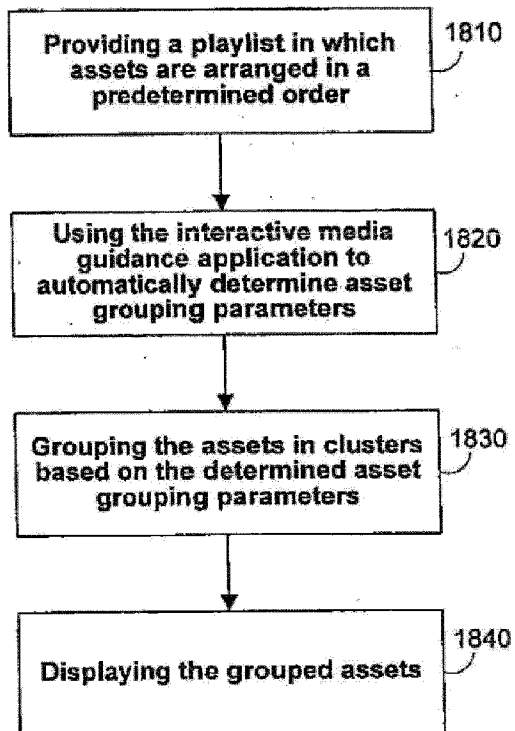 Providing a playlist in which
assets are arranged in a
predetermined order
1810
Using the interactive media
guidance application to
automatically determine asset
grouping parameters
1820
Grouping the assets in clusters
based on the determined asset
grouping parameters
1830
Displaying the grouped assets
1840